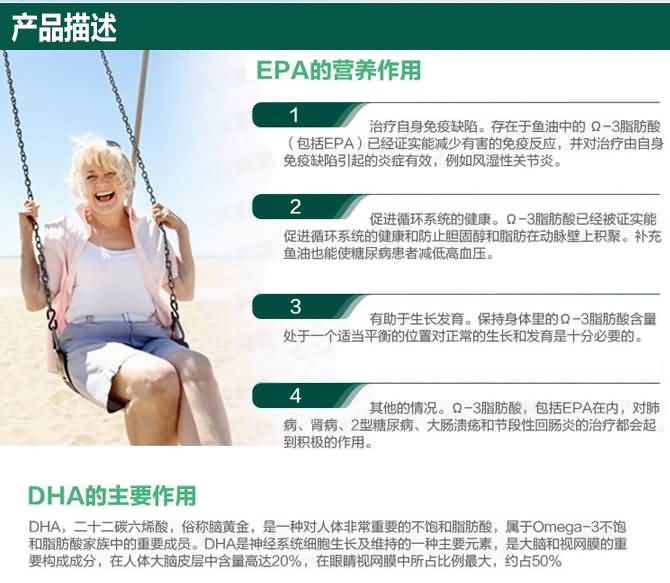 产品描述
EPA的营养作用
1
治疗自身免疫缺陷。存在于鱼油中的 Ω-3脂肪酸
（包括EPA）已经证实能减少有害的免疫反应，并对治疗由自身
免疫缺陷引起的炎症有效，例如风湿性关节炎。
2
促进循环系统的健康。Ω-3脂肪酸已经被证实能
促进循环系统的健康和防止胆固醇和脂肪在动脉壁上积聚。补充
鱼油也能使糖尿病患者减低高血压。
3
有助于生长发育。保持身体里的Ω-3脂肪酸含量
处于一个适当平衡的位置对正常的生长和发育是十分必要的。
4
其他的情况。Ω-3脂肪酸，包括EPA在内，对肺
病、肾病、2型糖尿病、大肠溃疡和节段性回肠炎的治疗都会起
到积极的作用。
DHA的主要作用
DHA，二十二碳六烯酸，俗称脑黄金，是一种对人体非常重要的不饱和脂肪酸，属于Omega-3不饱
和脂肪酸家族中的重要成员。DHA是神经系统细胞生长及维持的一种主要元素，是大脑和视网膜的重
要构成成分，在人体大脑皮层中含量高达20%，在眼睛视网膜中所占比例最大，约占50%